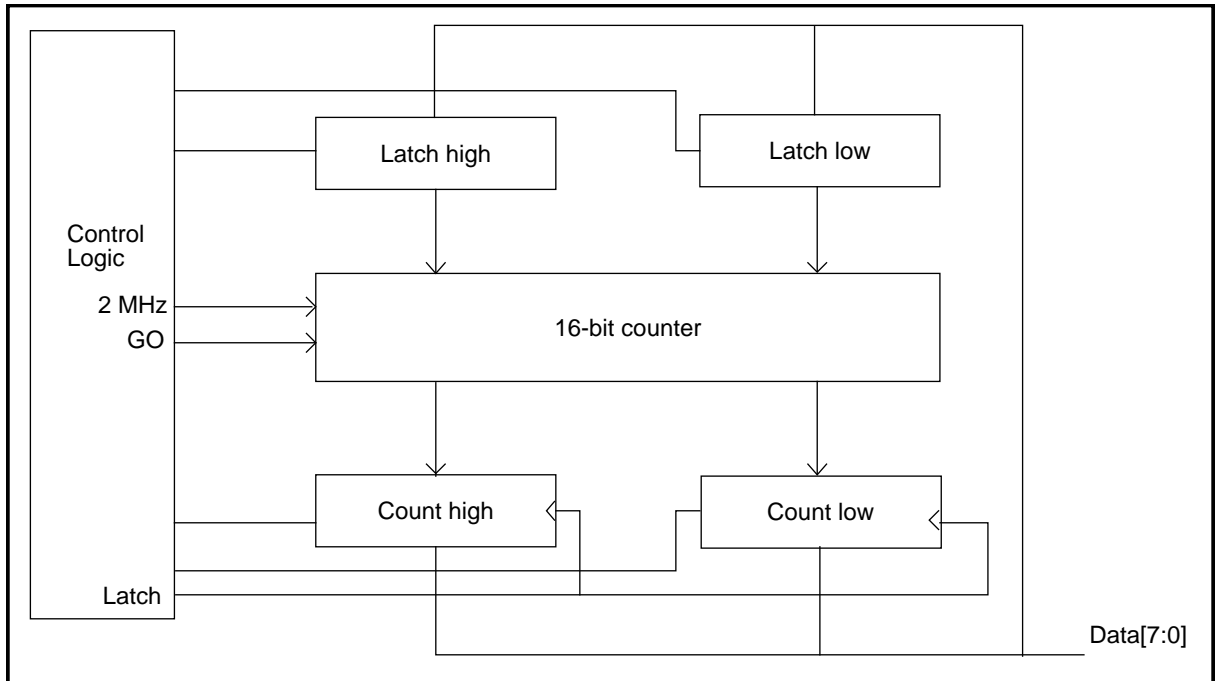 Latch high
Latch low
Control
Logic
2 MHz
GO
16-bit counter
Count high
Count low
Latch
Data[7:0]